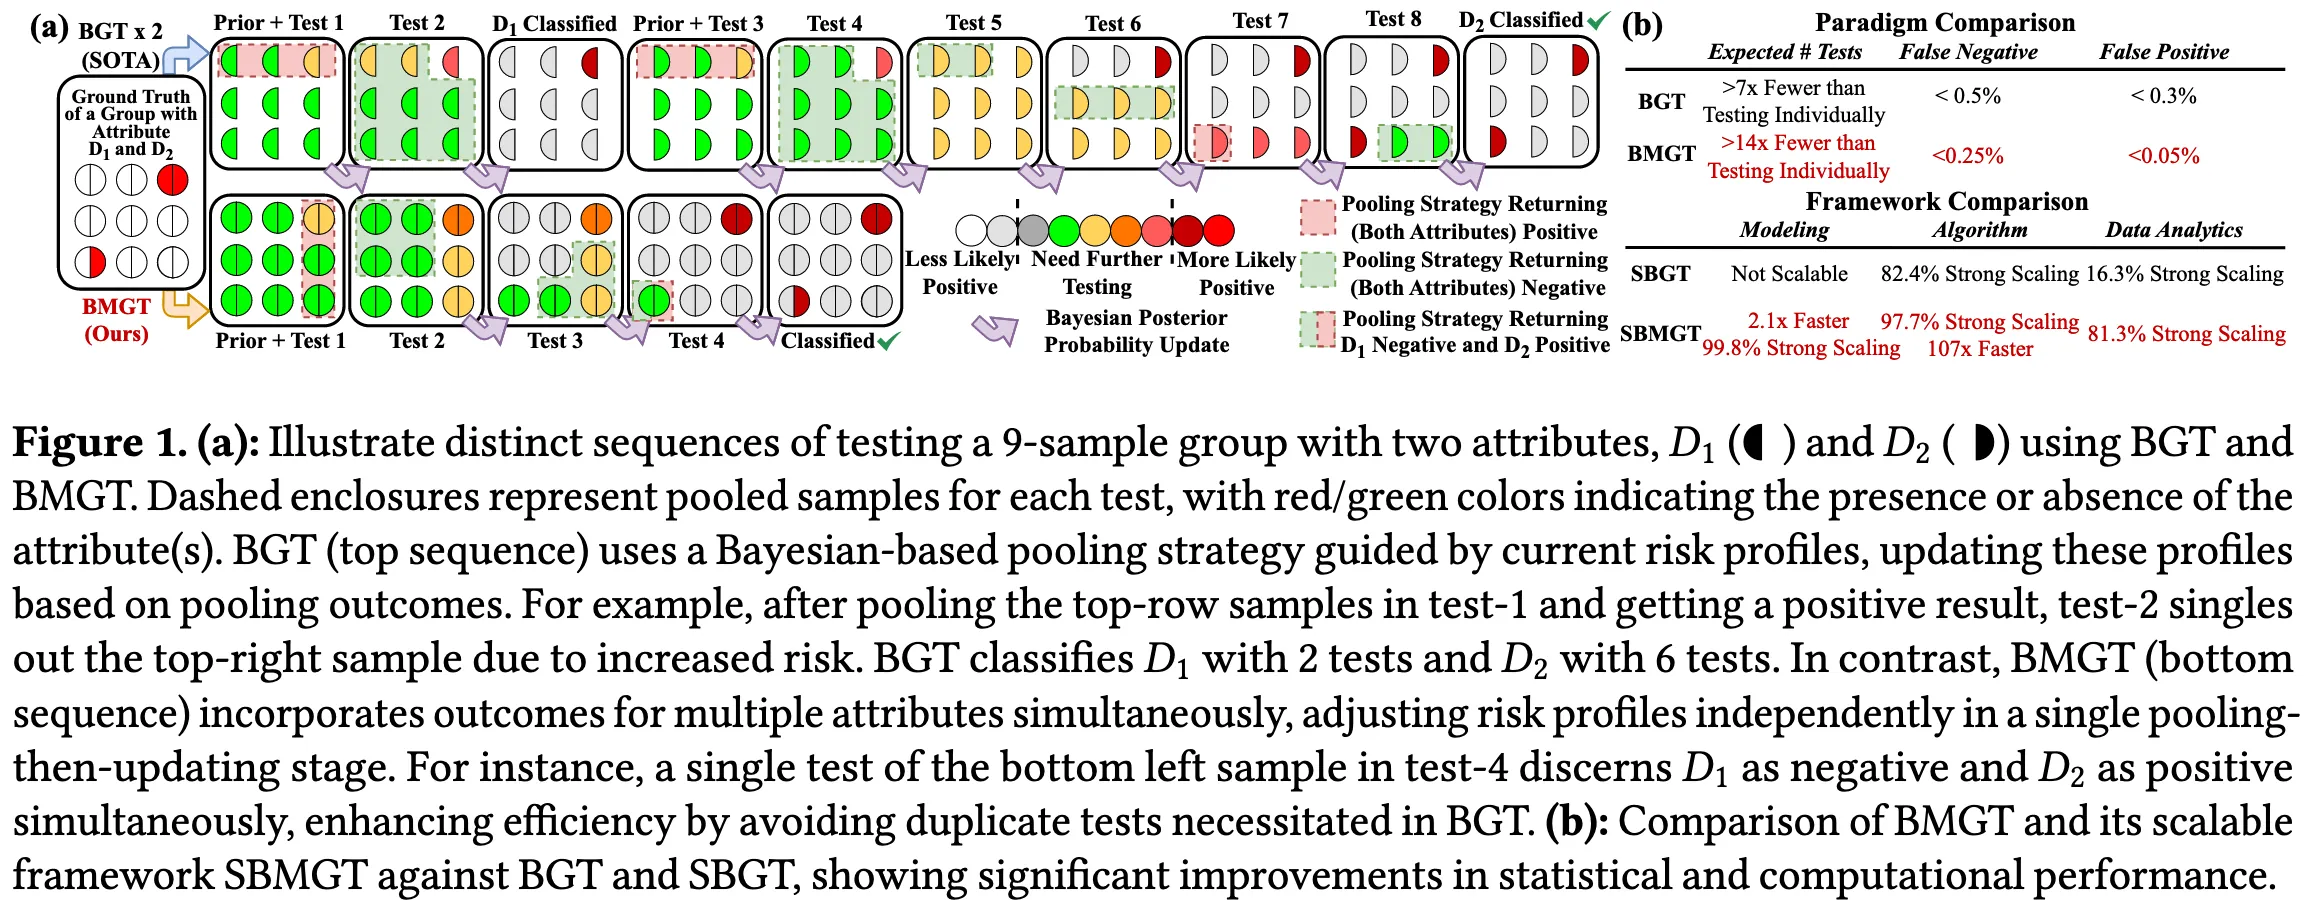 (a)
BGT x 2
(SOTA)
Prior + Test 1
Test 2
D1 Classified
Prior + Test 3
Test 4
Test 5
Test 6
Test 7
Test 8
D2 Classified
Ground Truth
of a Group with
Attribute
D1 and D2
BMGT
(Ours)
Prior + Test 1
Test 2
Test 3
Test 4
Classified
Less Likely
Positive
Need Further
Testing
More Likely
Positive
Bayesian Posterior
Probability Update
Pooling Strategy Returning
(Both Attributes) Positive
Pooling Strategy Returning
(Both Attributes) Negative
Pooling Strategy Returning
D1 Negative and D2 Positive
(b)
Paradigm Comparison
Expected # Tests False Negative False Positive
BGT >7x Fewer than
Testing Individually < 0.5% < 0.3%
BMGT >14x Fewer than
Testing Individually <0.25% <0.05%
Framework Comparison
Modeling Algorithm Data Analytics
SBGT Not Scalable 82.4% Strong Scaling 16.3% Strong Scaling
SBMGT 2.1x Faster 97.7% Strong Scaling 81.3% Strong Scaling
99.8% Strong Scaling 107x Faster
Figure 1. (a): Illustrate distinct sequences of testing a 9-sample group with two attributes, D1 (◖ ) and D2 ( ◗) using BGT and
BMGT. Dashed enclosures represent pooled samples for each test, with red/green colors indicating the presence or absence of the
attribute(s). BGT (top sequence) uses a Bayesian-based pooling strategy guided by current risk profiles, updating these profiles
based on pooling outcomes. For example, after pooling the top-row samples in test-1 and getting a positive result, test-2 singles
out the top-right sample due to increased risk. BGT classifies D1 with 2 tests and D2 with 6 tests. In contrast, BMGT (bottom
sequence) incorporates outcomes for multiple attributes simultaneously, adjusting risk profiles independently in a single pooling-
then-updating stage. For instance, a single test of the bottom left sample in test-4 discerns D1 as negative and D2 as positive
simultaneously, enhancing efficiency by avoiding duplicate tests necessitated in BGT. (b): Comparison of BMGT and its scalable
framework SBMGT against BGT and SBGT, showing significant improvements in statistical and computational performance.